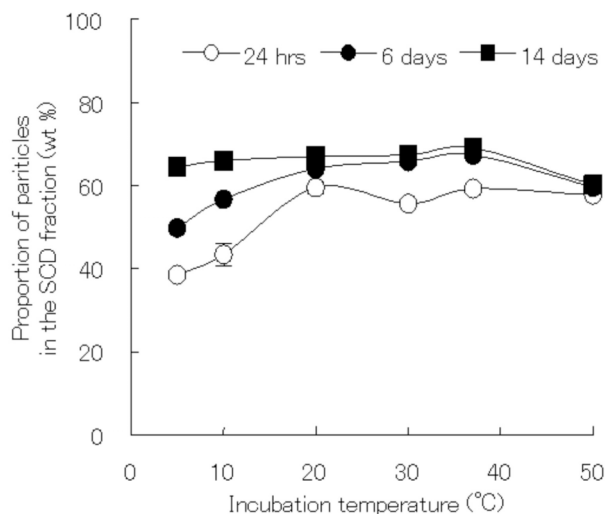 100
80
60
40
20
0
24 hrs
6 days
14 days
Proportion of pariticles
in the SCD fraction (wt %)
0 10 20 30 40 50
Incubation temperature (°C)